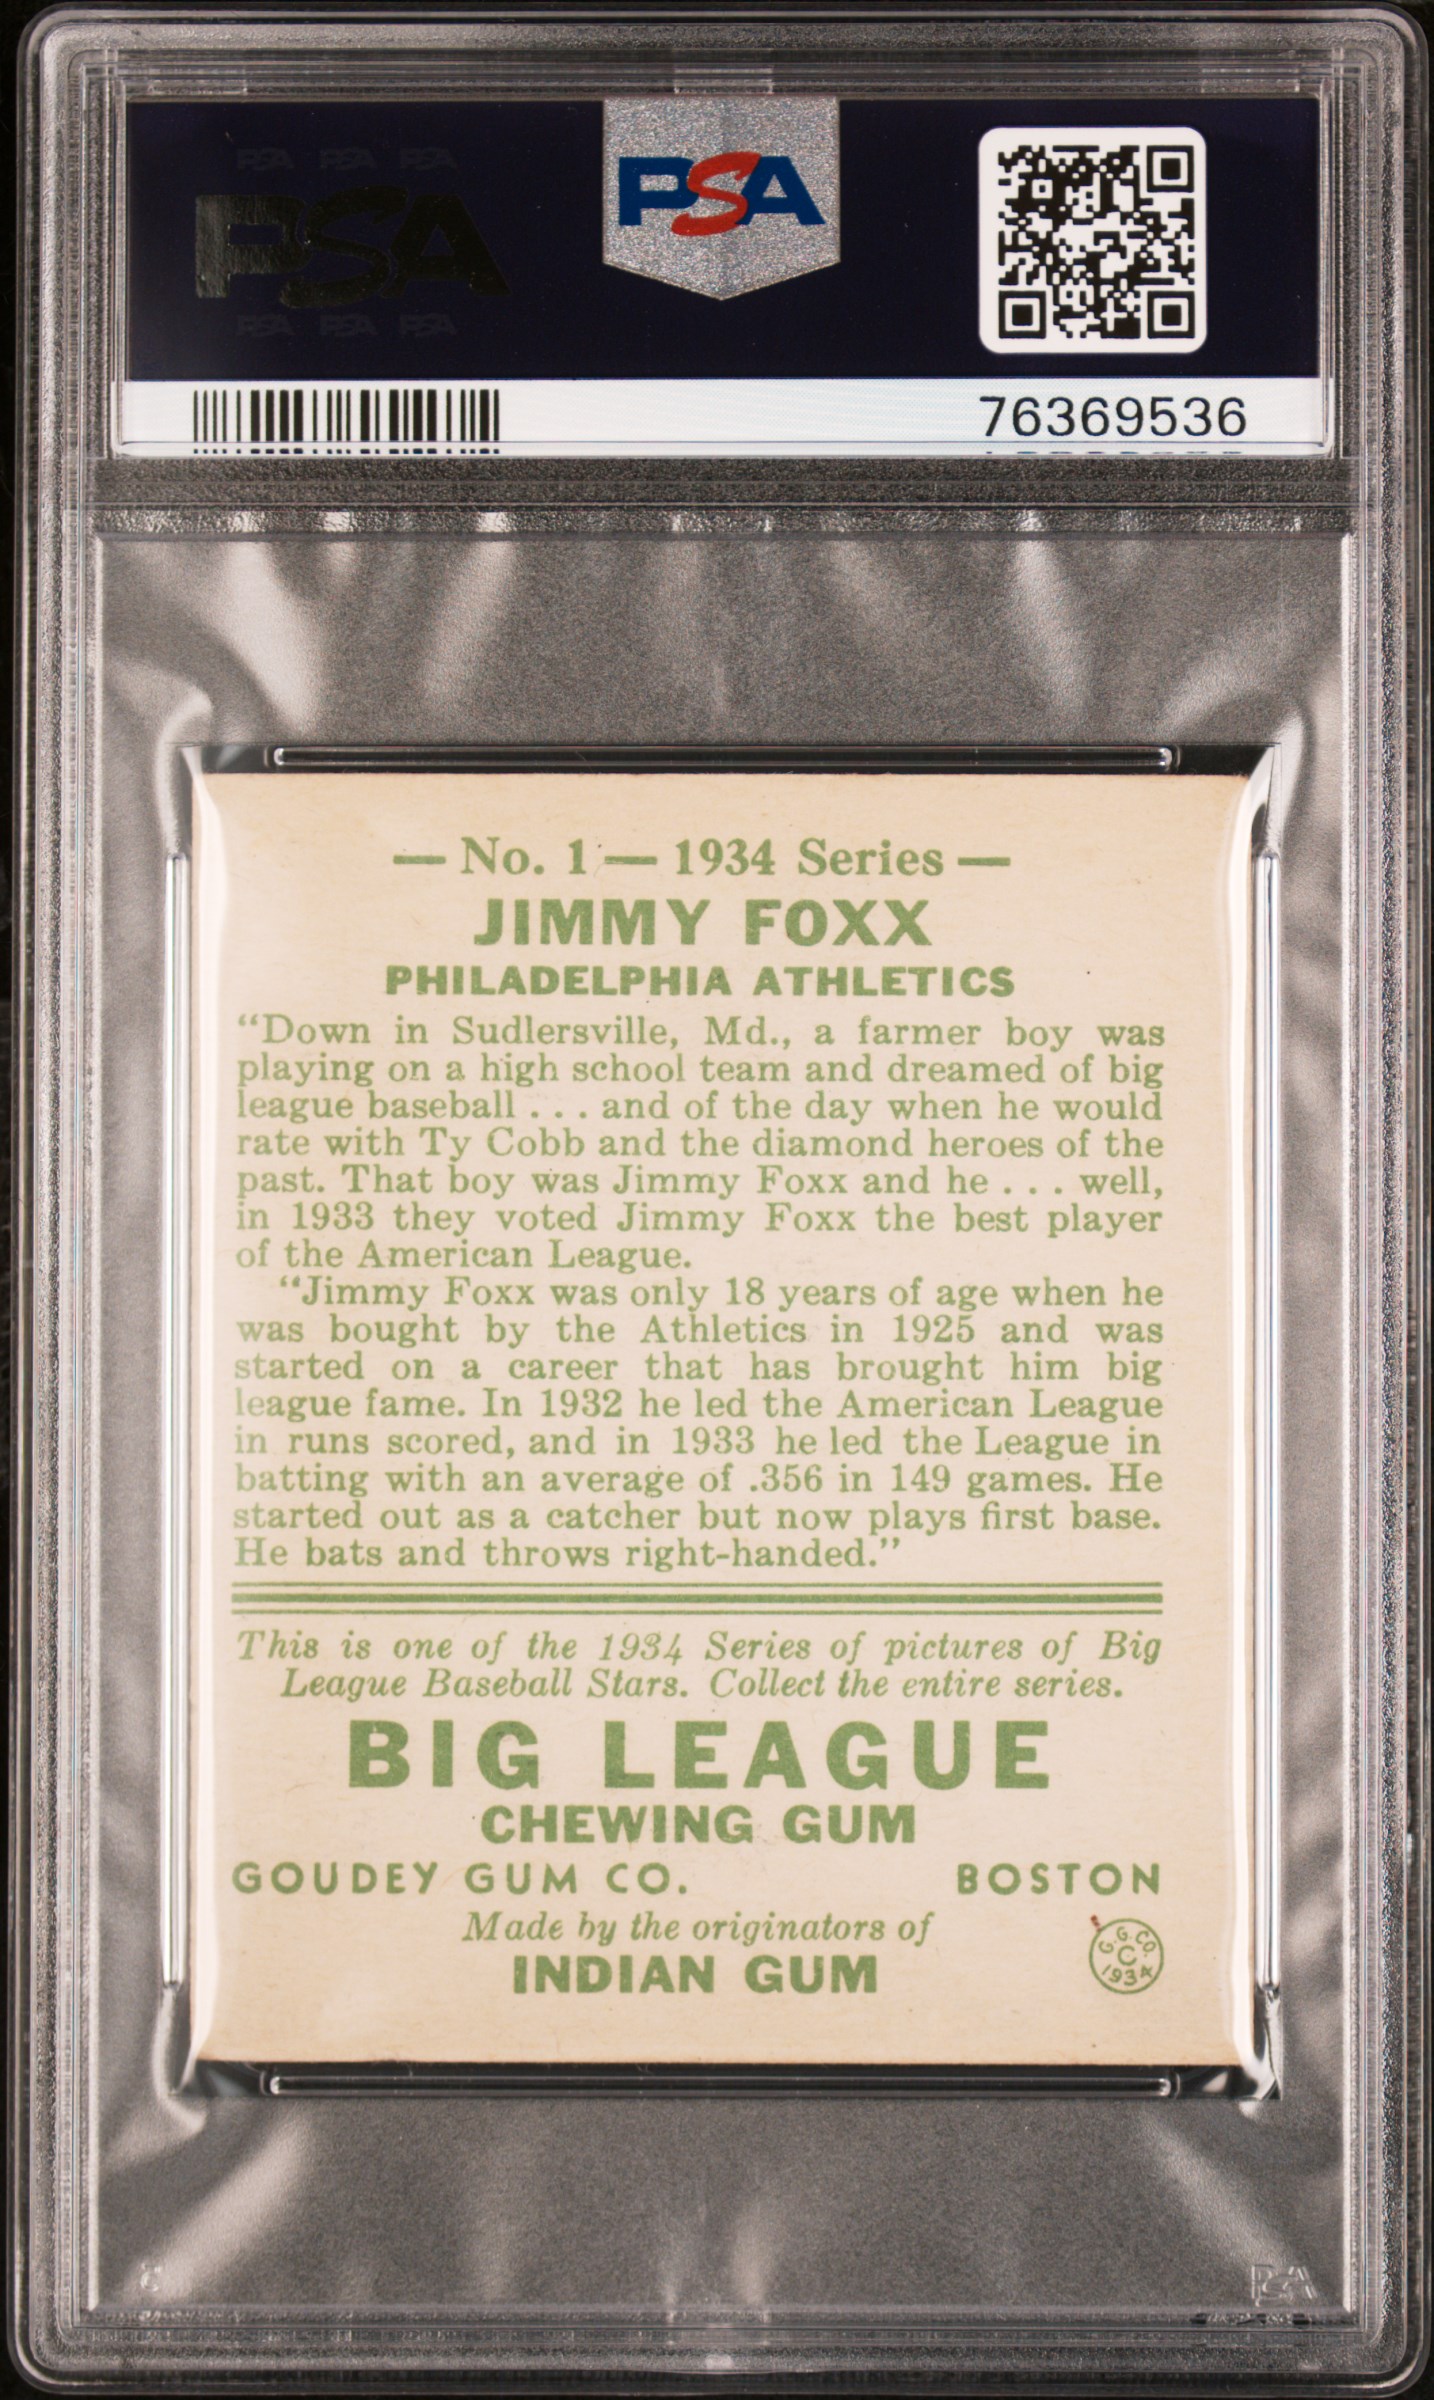 PSA PSA PSA
PSA
PSA PSA PSA
PSA
76369536
— No. 1 — 1934 Series —
JIMMY FOXX
PHILADELPHIA ATHLETICS
“Down in Sudlersville, Md., a farmer boy was
playing on a high school team and dreamed of big
league baseball . . . and of the day when he would
rate with Ty Cobb and the diamond heroes of the
past. That boy was Jimmy Foxx and he . . . well,
in 1933 they voted Jimmy Foxx the best player
of the American League.
“Jimmy Foxx was only 18 years of age when he
was bought by the Athletics in 1925 and was
started on a career that has brought him big
league fame. In 1932 he led the American League
in runs scored, and in 1933 he led the League in
batting with an average of .356 in 149 games. He
started out as a catcher but now plays first base.
He bats and throws right-handed.”
This is one of the 1934 Series of pictures of Big
League Baseball Stars. Collect the entire series.
BIG LEAGUE
CHEWING GUM
GOUDEY GUM CO. BOSTON
Made by the originators of
INDIAN GUM
G. G. CO.
C
1934
PSA